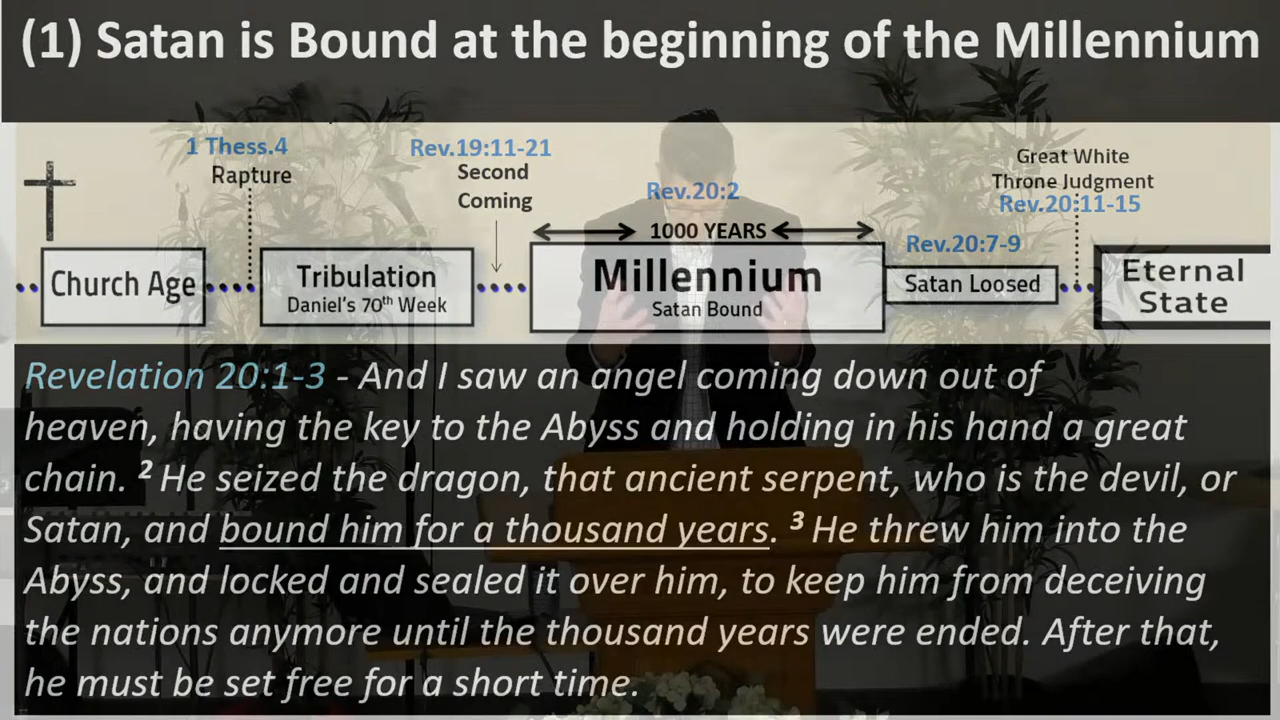 (1) Satan is Bound at the beginning of the Millennium
1 Thess.4
Rapture
Rev.19:11-21
Second
Coming
Rev.20:2
1000 YEARS
Great White
Throne Judgment
Rev.20:11-15
Rev.20:7-9
Church Age
Tribulation
Daniel's 70th Week
Millennium
Satan Bound
Satan Loosed
Eternal
State
Revelation 20:1-3 - And I saw an angel coming down out of
heaven, having the key to the Abyss and holding in his hand a great
chain. 2 He seized the dragon, that ancient serpent, who is the devil, or
Satan, and bound him for a thousand years. 3 He threw him into the
Abyss, and locked and sealed it over him, to keep him from deceiving
the nations anymore until the thousand years were ended. After that,
he must be set free for a short time.